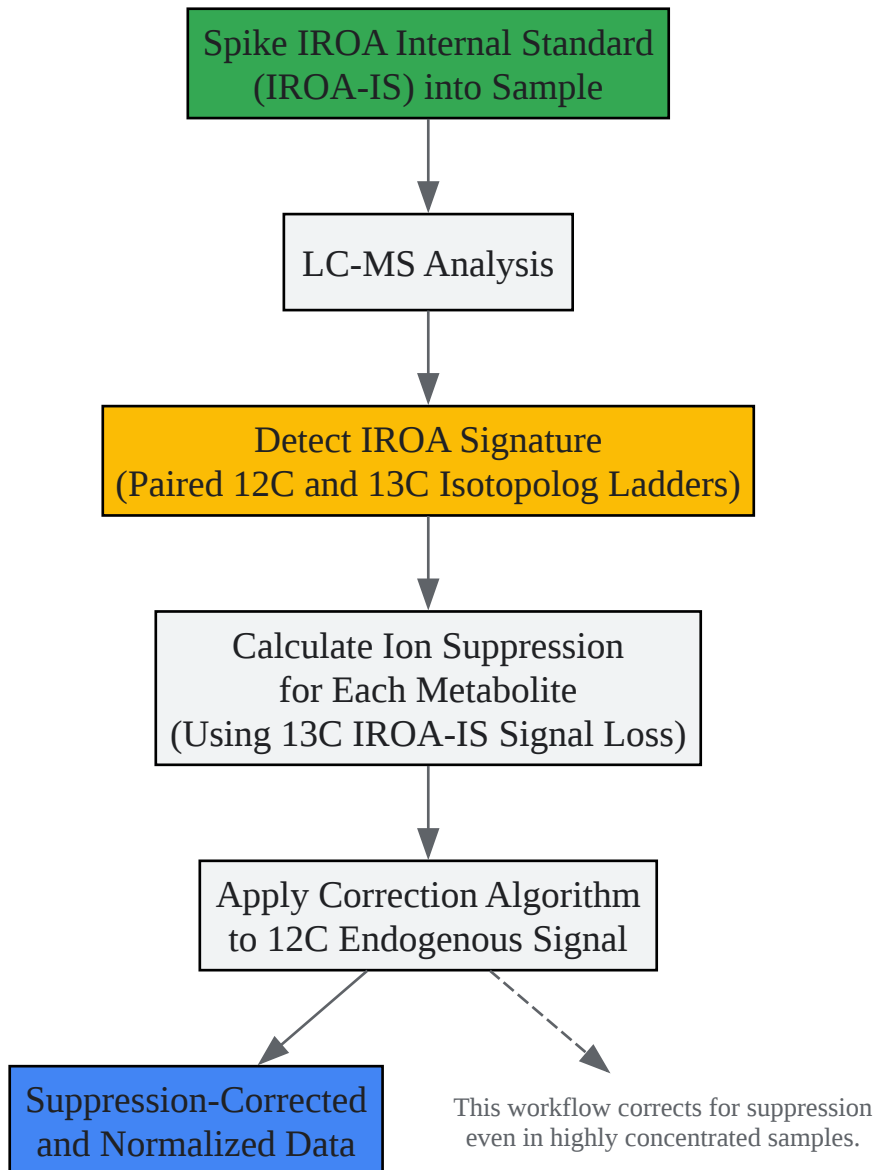 Spike IROA Internal Standard
(IROA-IS) into Sample
LC-MS Analysis
Detect IROA Signature
(Paired 12C and 13C Isotopolog Ladders)
Calculate Ion Suppression
for Each Metabolite
(Using 13C IROA-IS Signal Loss)
Apply Correction Algorithm
to 12C Endogenous Signal
Suppression-Corrected
and Normalized Data
This workflow corrects for suppression
even in highly concentrated samples.